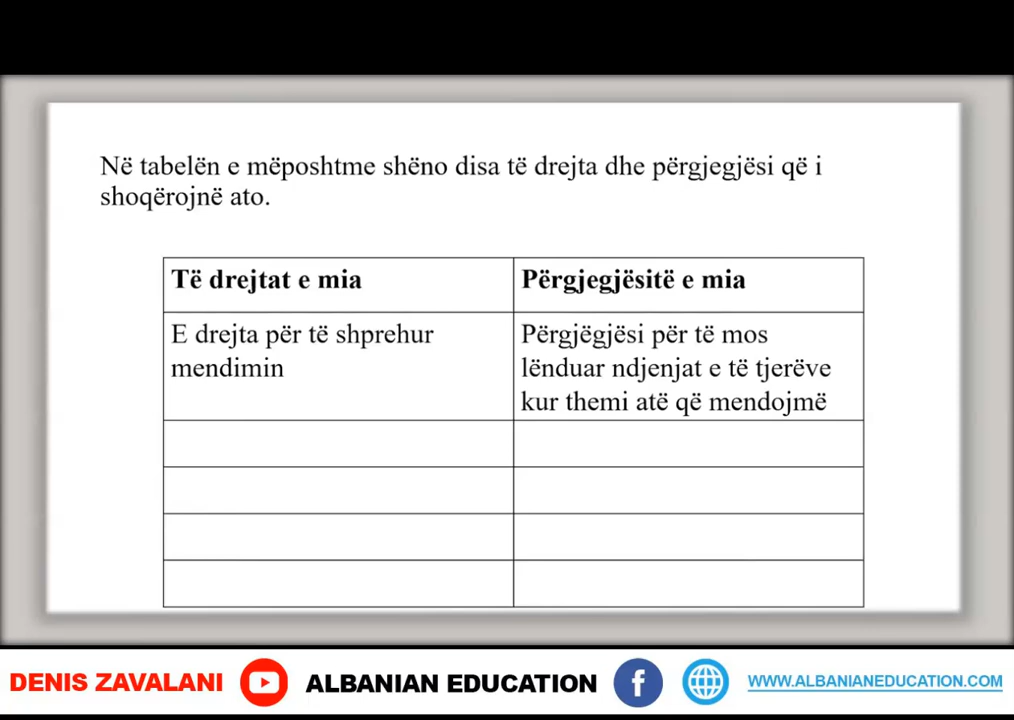 Në tabelën e mëposhtme shëno disa të drejta dhe përgjegjësi që i
shoqërojnë ato.
Të drejtat e mia
Përgjegjësitë e mia
E drejta për të shprehur
mendimin
Përgjëgjësi për të mos
lënduar ndjenjat e të tjerëve
kur themi atë që mendojmë
DENIS ZAVALANI
ALBANIAN EDUCATION
f
WWW.ALBANIANEDUCATION.COM